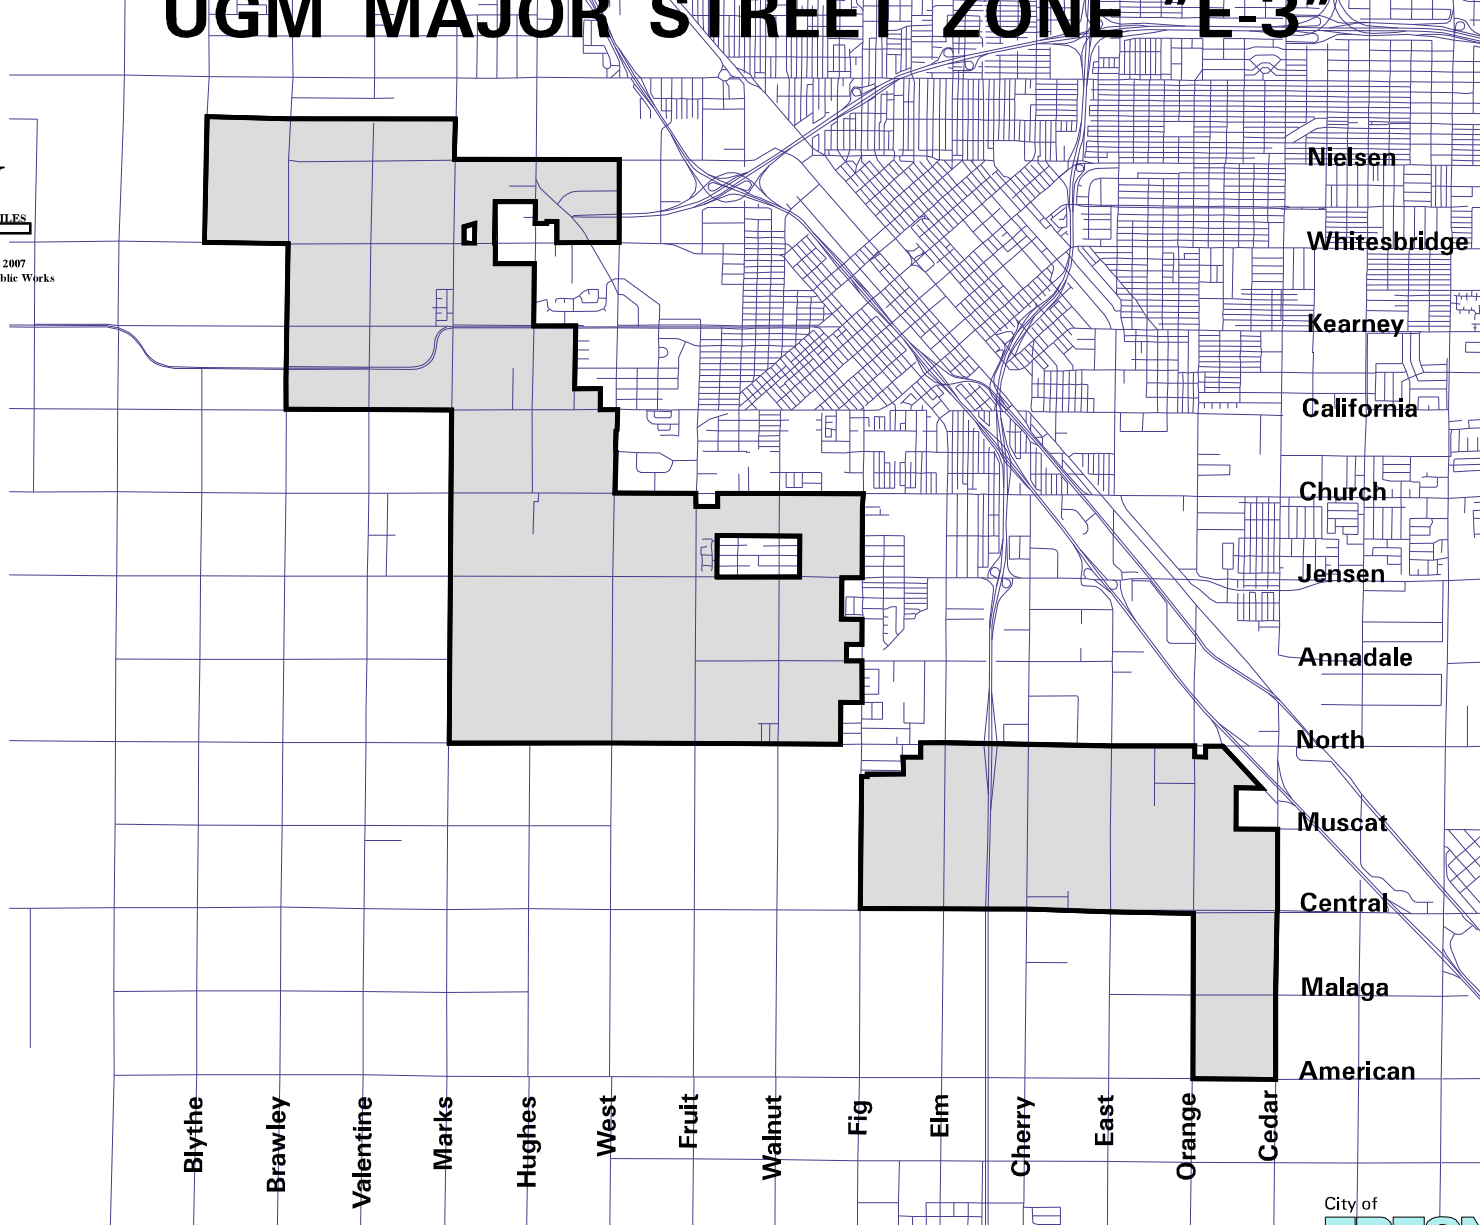 UGM MAJOR STREET ZONE "E-3"
Nielsen
2007
Whitesbridge
Kearney
California
Church
Jensen
Annadale
North
Muscat
Central
Malaga
American
Blythe
Brawley
Valentine
Marks
Hughes
West
Fruit
Walnut
Fig
Elm
Cherry
East
Orange
Cedar
City of